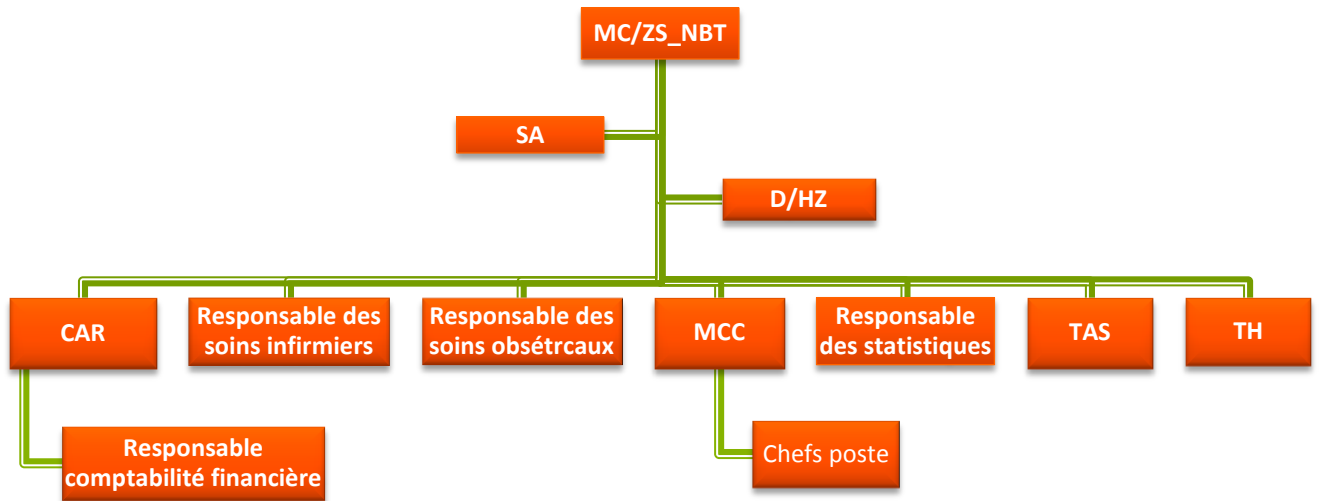 MC/ZS_NBT
SA
D/HZ
CAR
Responsable des
soins infirmiers
Responsable des
soins obsétrcaux
MCC
Responsable
des statistiques
TAS
TH
Responsable
comptabilité financière
Chefs poste